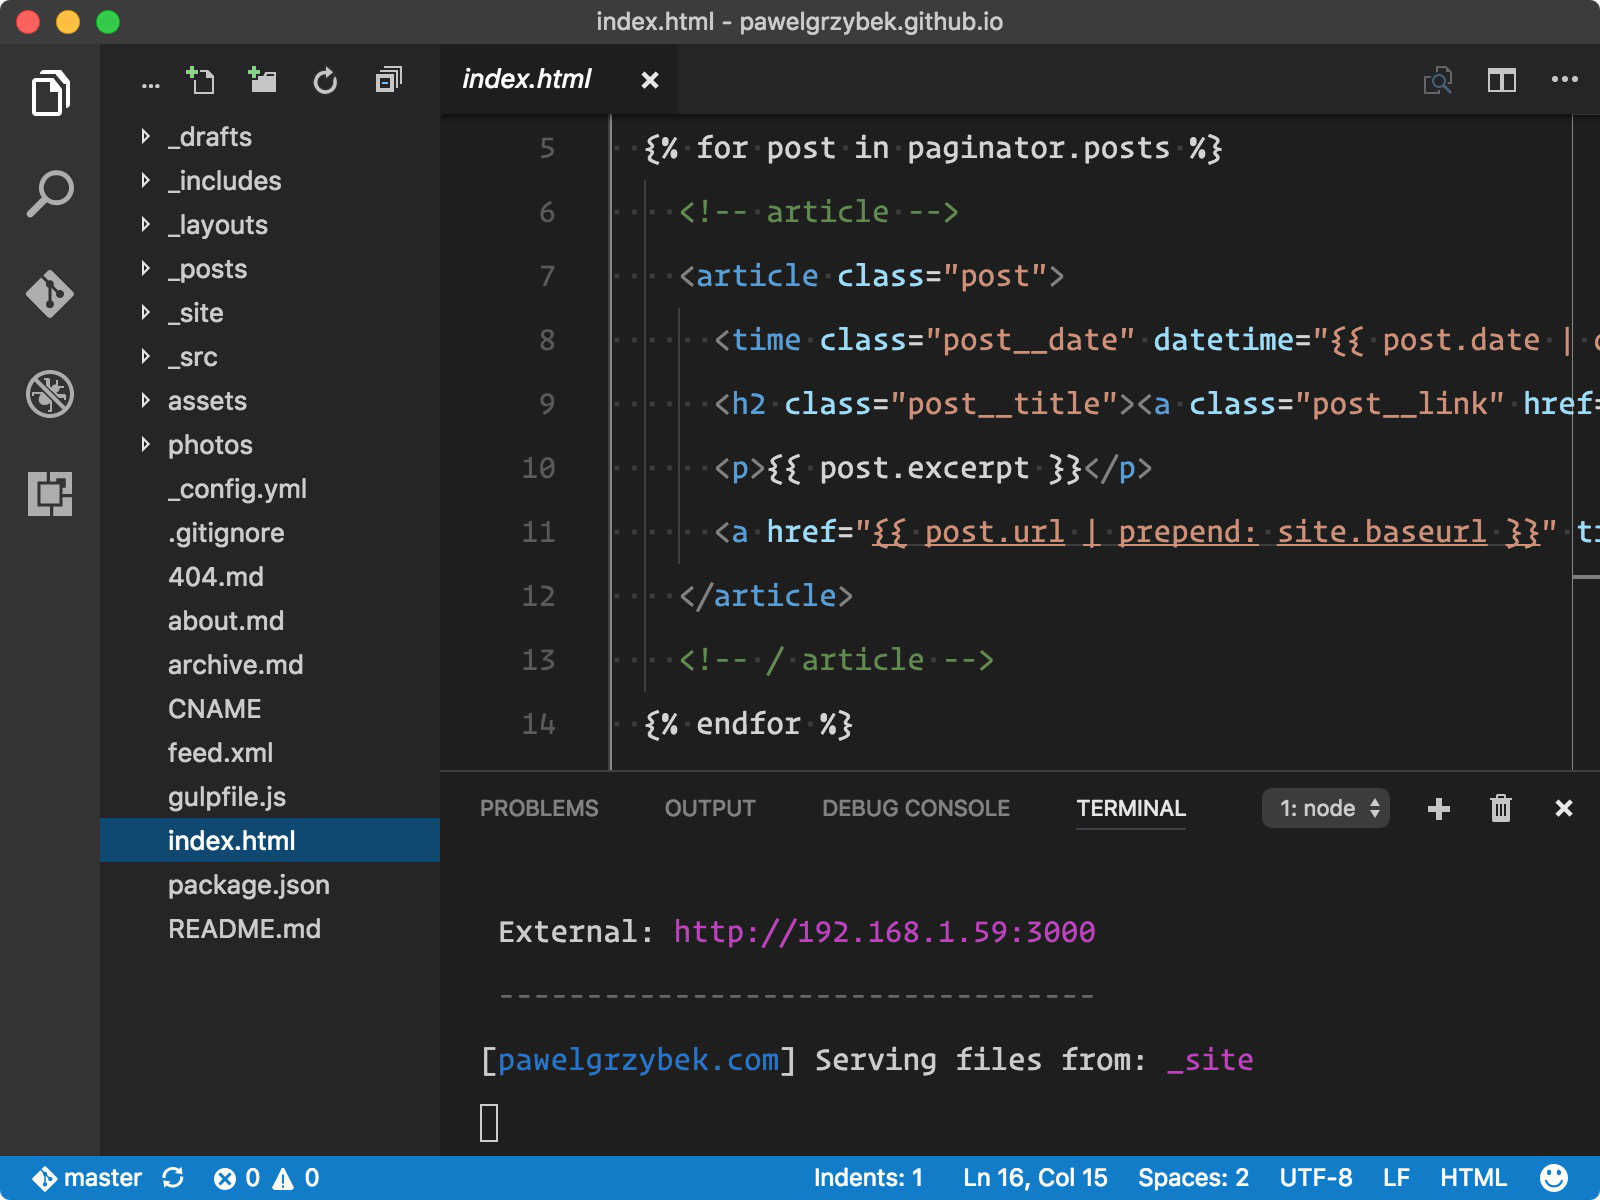 index.html - pawelgrzybek.github.io
index.html
_drafts
_includes
_layouts
_posts
_site
_src
assets
photos
_config.yml
.gitignore
404.md
about.md
archive.md
CNAME
feed.xml
gulpfile.js
index.html
package.json
README.md
5 {% for post in paginator.posts %}
6 <!-- article -->
7 <article class="post">
8 <time class="post__date" datetime="{{ post.date |
9 <h2 class="post__title"><a class="post__link" href=
10 <p>{{ post.excerpt }}</p>
11 <a href="{{ post.url | prepend: site.baseurl }}"
12 </article>
13 <!-- / article -->
14 {% endfor %}
PROBLEMS OUTPUT DEBUG CONSOLE TERMINAL 1: node
External: http://192.168.1.59:3000
----------------------------------
[pawelgrzybek.com] Serving files from: _site
master 0 0 Indents: 1 Ln 16, Col 15 Spaces: 2 UTF-8 LF HTML